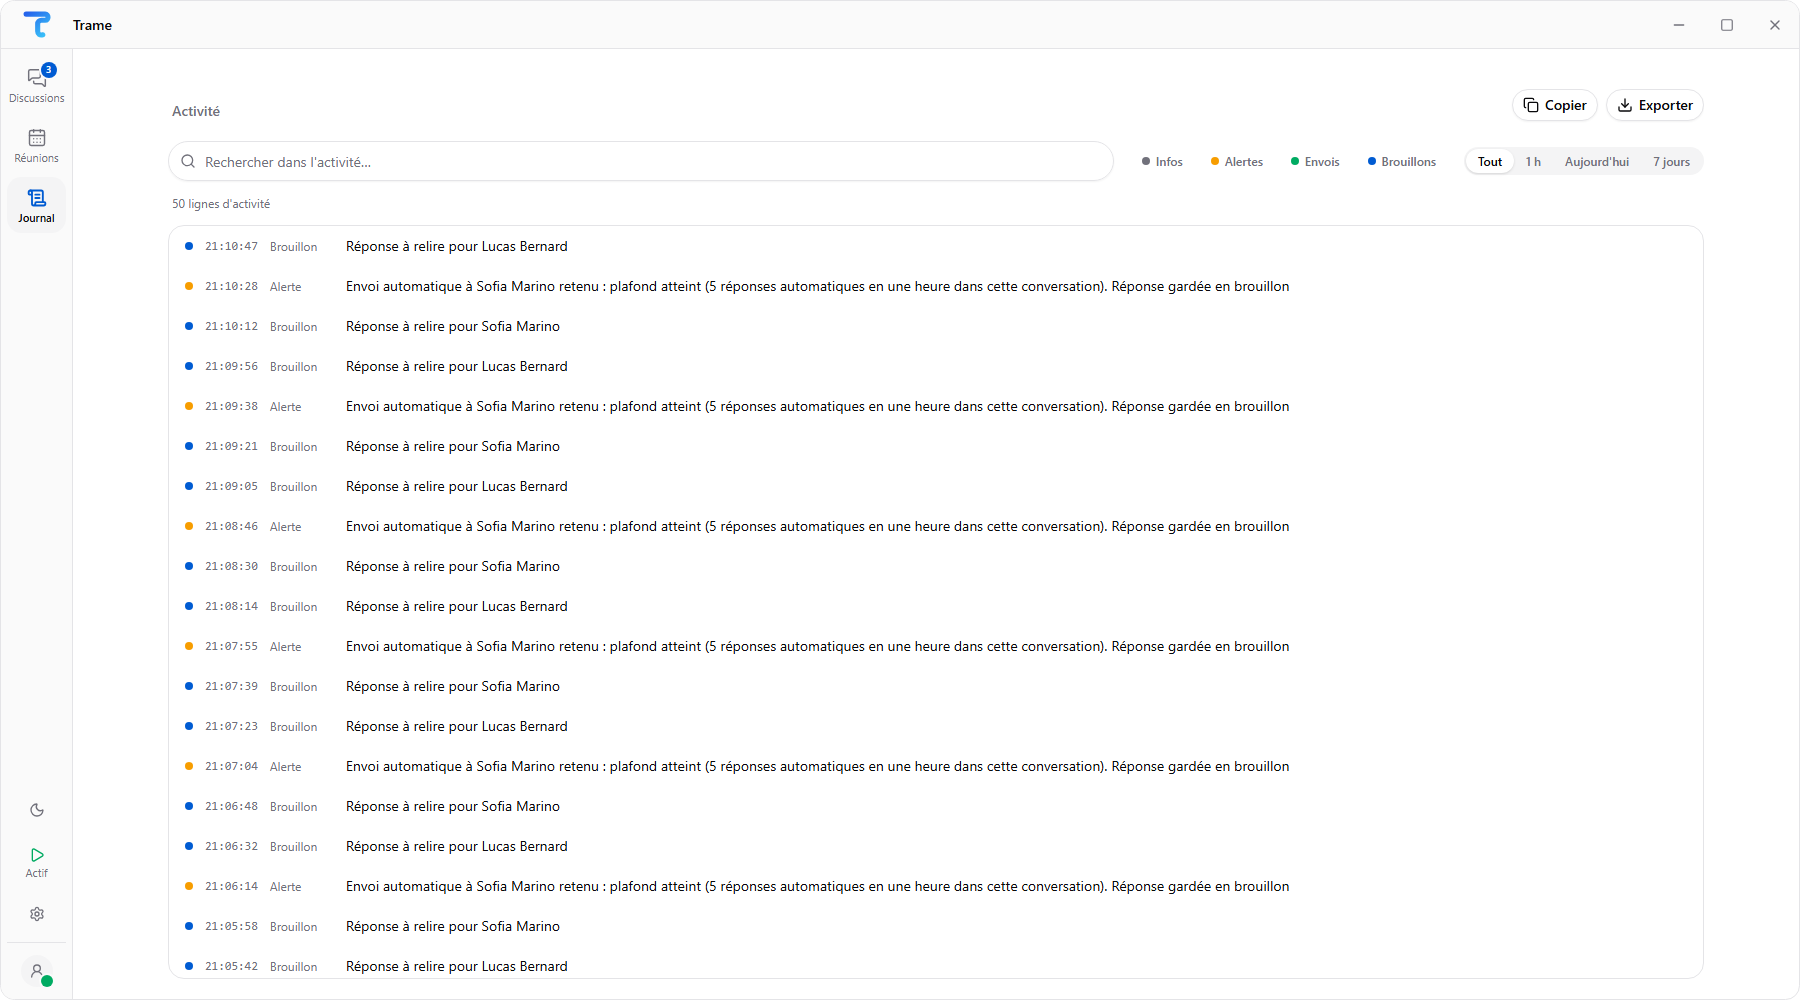 Trame
3
Discussions
Réunions
Journal
Actif
Activité
Copier
Exporter
Rechercher dans l'activité...
Infos
Alertes
Envois
Brouillons
Tout
1 h
Aujourd'hui
7 jours
50 lignes d'activité
21:10:47 Brouillon Réponse à relire pour Lucas Bernard
21:10:28 Alerte Envoi automatique à Sofia Marino retenu : plafond atteint (5 réponses automatiques en une heure dans cette conversation). Réponse gardée en brouillon
21:10:12 Brouillon Réponse à relire pour Sofia Marino
21:09:56 Brouillon Réponse à relire pour Lucas Bernard
21:09:38 Alerte Envoi automatique à Sofia Marino retenu : plafond atteint (5 réponses automatiques en une heure dans cette conversation). Réponse gardée en brouillon
21:09:21 Brouillon Réponse à relire pour Sofia Marino
21:09:05 Brouillon Réponse à relire pour Lucas Bernard
21:08:46 Alerte Envoi automatique à Sofia Marino retenu : plafond atteint (5 réponses automatiques en une heure dans cette conversation). Réponse gardée en brouillon
21:08:30 Brouillon Réponse à relire pour Sofia Marino
21:08:14 Brouillon Réponse à relire pour Lucas Bernard
21:07:55 Alerte Envoi automatique à Sofia Marino retenu : plafond atteint (5 réponses automatiques en une heure dans cette conversation). Réponse gardée en brouillon
21:07:39 Brouillon Réponse à relire pour Sofia Marino
21:07:23 Brouillon Réponse à relire pour Lucas Bernard
21:07:04 Alerte Envoi automatique à Sofia Marino retenu : plafond atteint (5 réponses automatiques en une heure dans cette conversation). Réponse gardée en brouillon
21:06:48 Brouillon Réponse à relire pour Sofia Marino
21:06:32 Brouillon Réponse à relire pour Lucas Bernard
21:06:14 Alerte Envoi automatique à Sofia Marino retenu : plafond atteint (5 réponses automatiques en une heure dans cette conversation). Réponse gardée en brouillon
21:05:58 Brouillon Réponse à relire pour Sofia Marino
21:05:42 Brouillon Réponse à relire pour Lucas Bernard